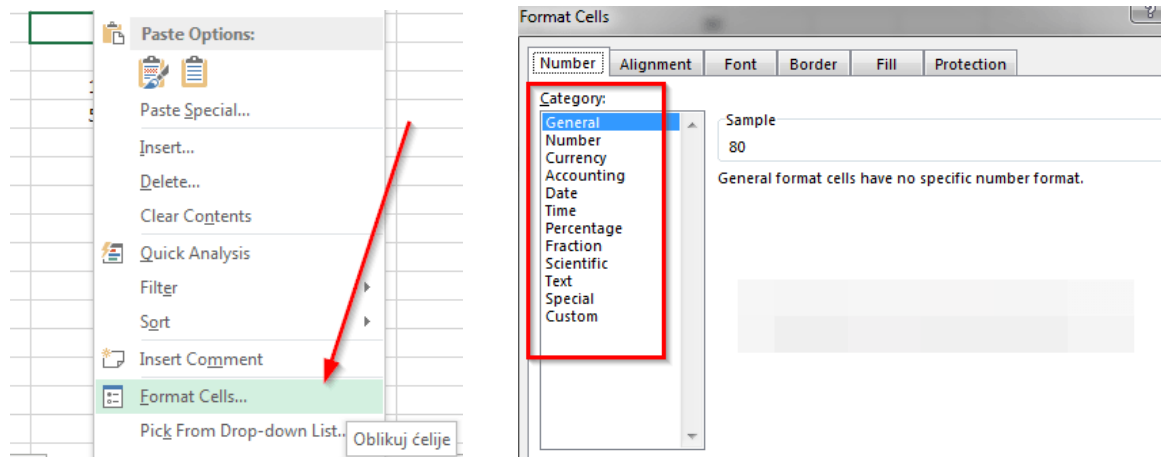 Paste Options:
1
5
Paste Special...
Insert...
Delete...
Clear Contents
Quick Analysis
Filter
Sort
Insert Comment
Format Cells...
Pick From Drop-down List..
Oblikuj ćelije
Format Cells
?
Number Alignment Font Border Fill Protection
Category:
General
Number
Currency
Accounting
Date
Time
Percentage
Fraction
Scientific
Text
Special
Custom
Sample
80
General format cells have no specific number format.